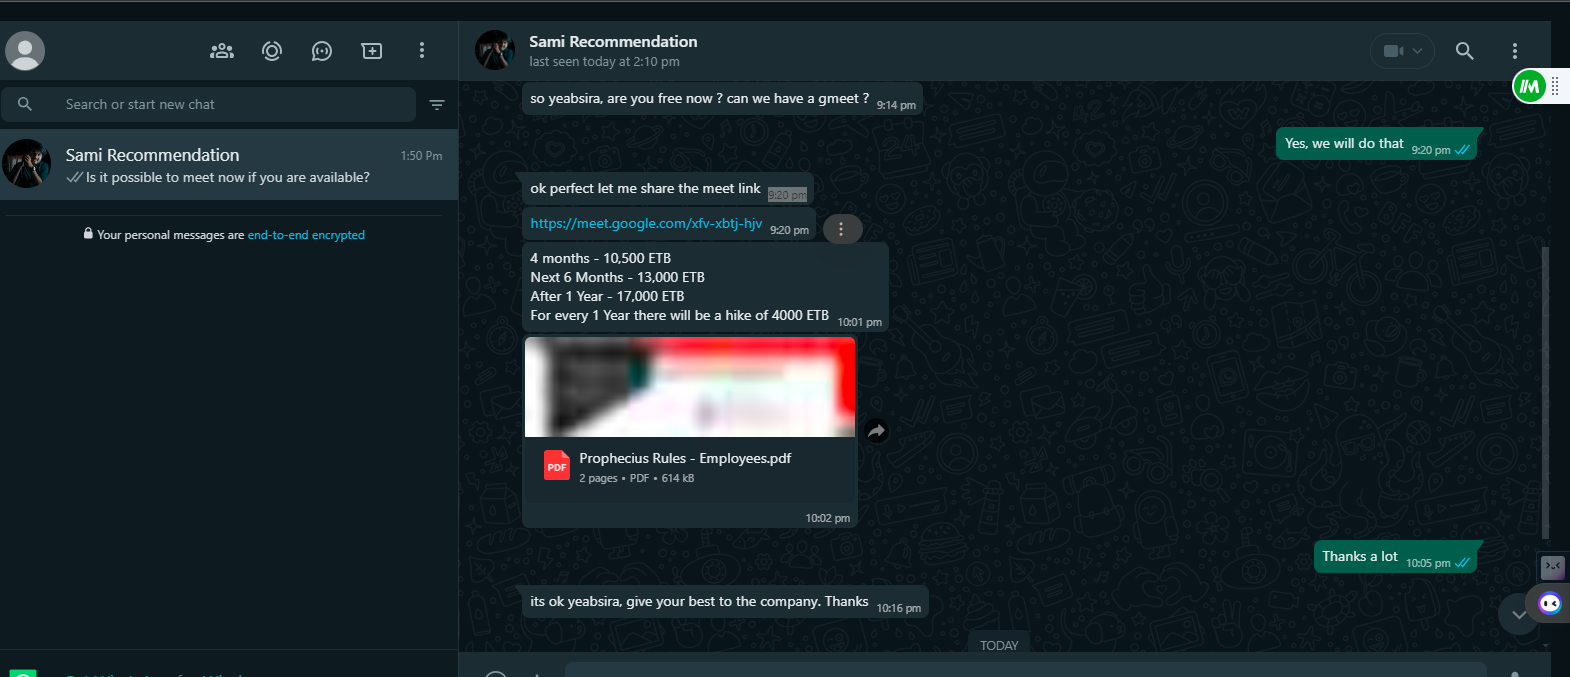 Sami Recommendation
last seen today at 2:10 pm
Search or start new chat
Sami Recommendation
1:50 Pm
Is it possible to meet now if you are available?
Your personal messages are end-to-end encrypted
so yeabsira, are you free now ? can we have a gmeet ? 9:14 pm
Yes, we will do that 9:20 pm
ok perfect let me share the meet link 9:20 pm
https://meet.google.com/xfv-xbtj-hjv 9:20 pm
4 months - 10,500 ETB
Next 6 Months - 13,000 ETB
After 1 Year - 17,000 ETB
For every 1 Year there will be a hike of 4000 ETB 10:01 pm
PDF
Prophecius Rules - Employees.pdf
2 pages • PDF • 614 kB
10:02 pm
Thanks a lot 10:05 pm
its ok yeabsira, give your best to the company. Thanks 10:16 pm
TODAY